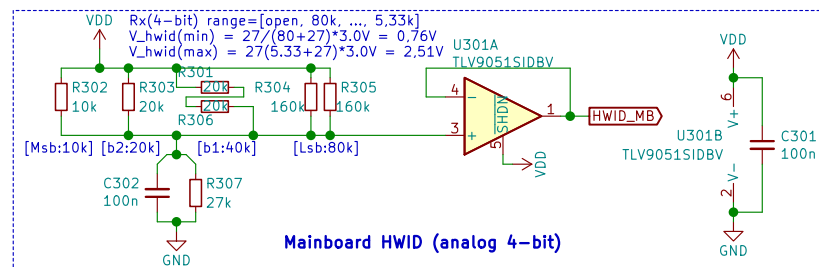 VDD
Rx(4-bit) range=[open, 80k, ..., 5,33k]
V_hwid(min) = 27/(80+27)*3.0V = 0,76V
V_hwid(max) = 27(5.33+27)*3.0V = 2,51V
U301A
TLV9051SIDBV
R302
10k
R303
20k
R301
20k
20k
R306
R304
160k
R305
160k
4
3
1
5
SHDN
VDD
HWID_MB
U301B
TLV9051SIDBV
6
V+
V-
2
C301
100n
[Msb:10k]
[b2:20k]
[b1:40k]
[Lsb:80k]
C302
100n
R307
27k
GND
Mainboard HWID (analog 4-bit)
GND